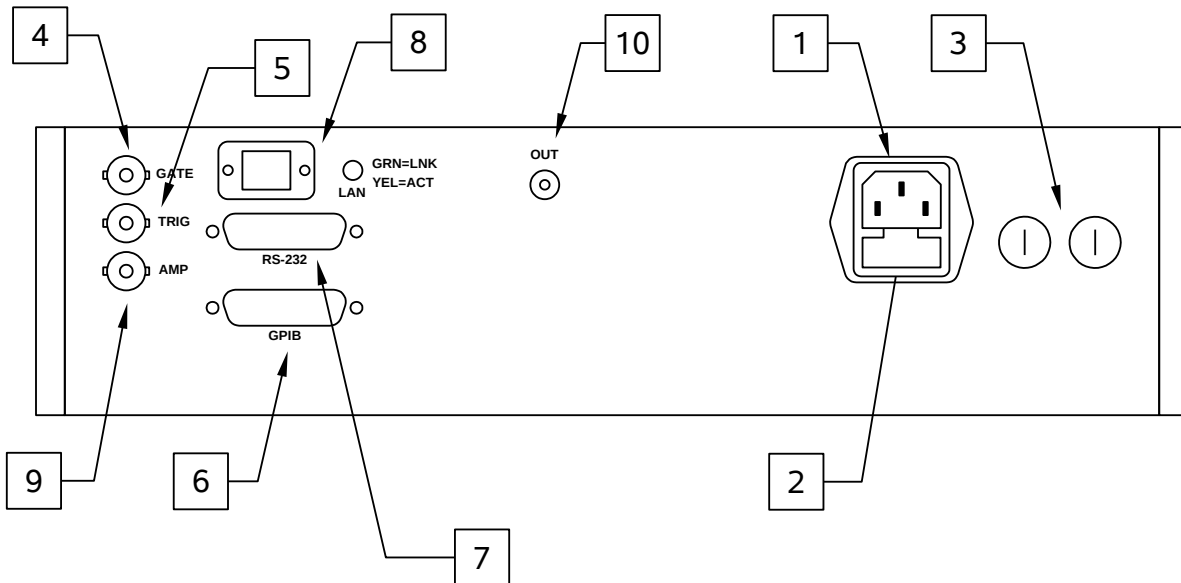 4
8
10
1
3
5
OUT
GRN=LNK
YEL=ACT
LAN
GATE
TRIG
AMP
RS-232
GPIB
9
6
2
7